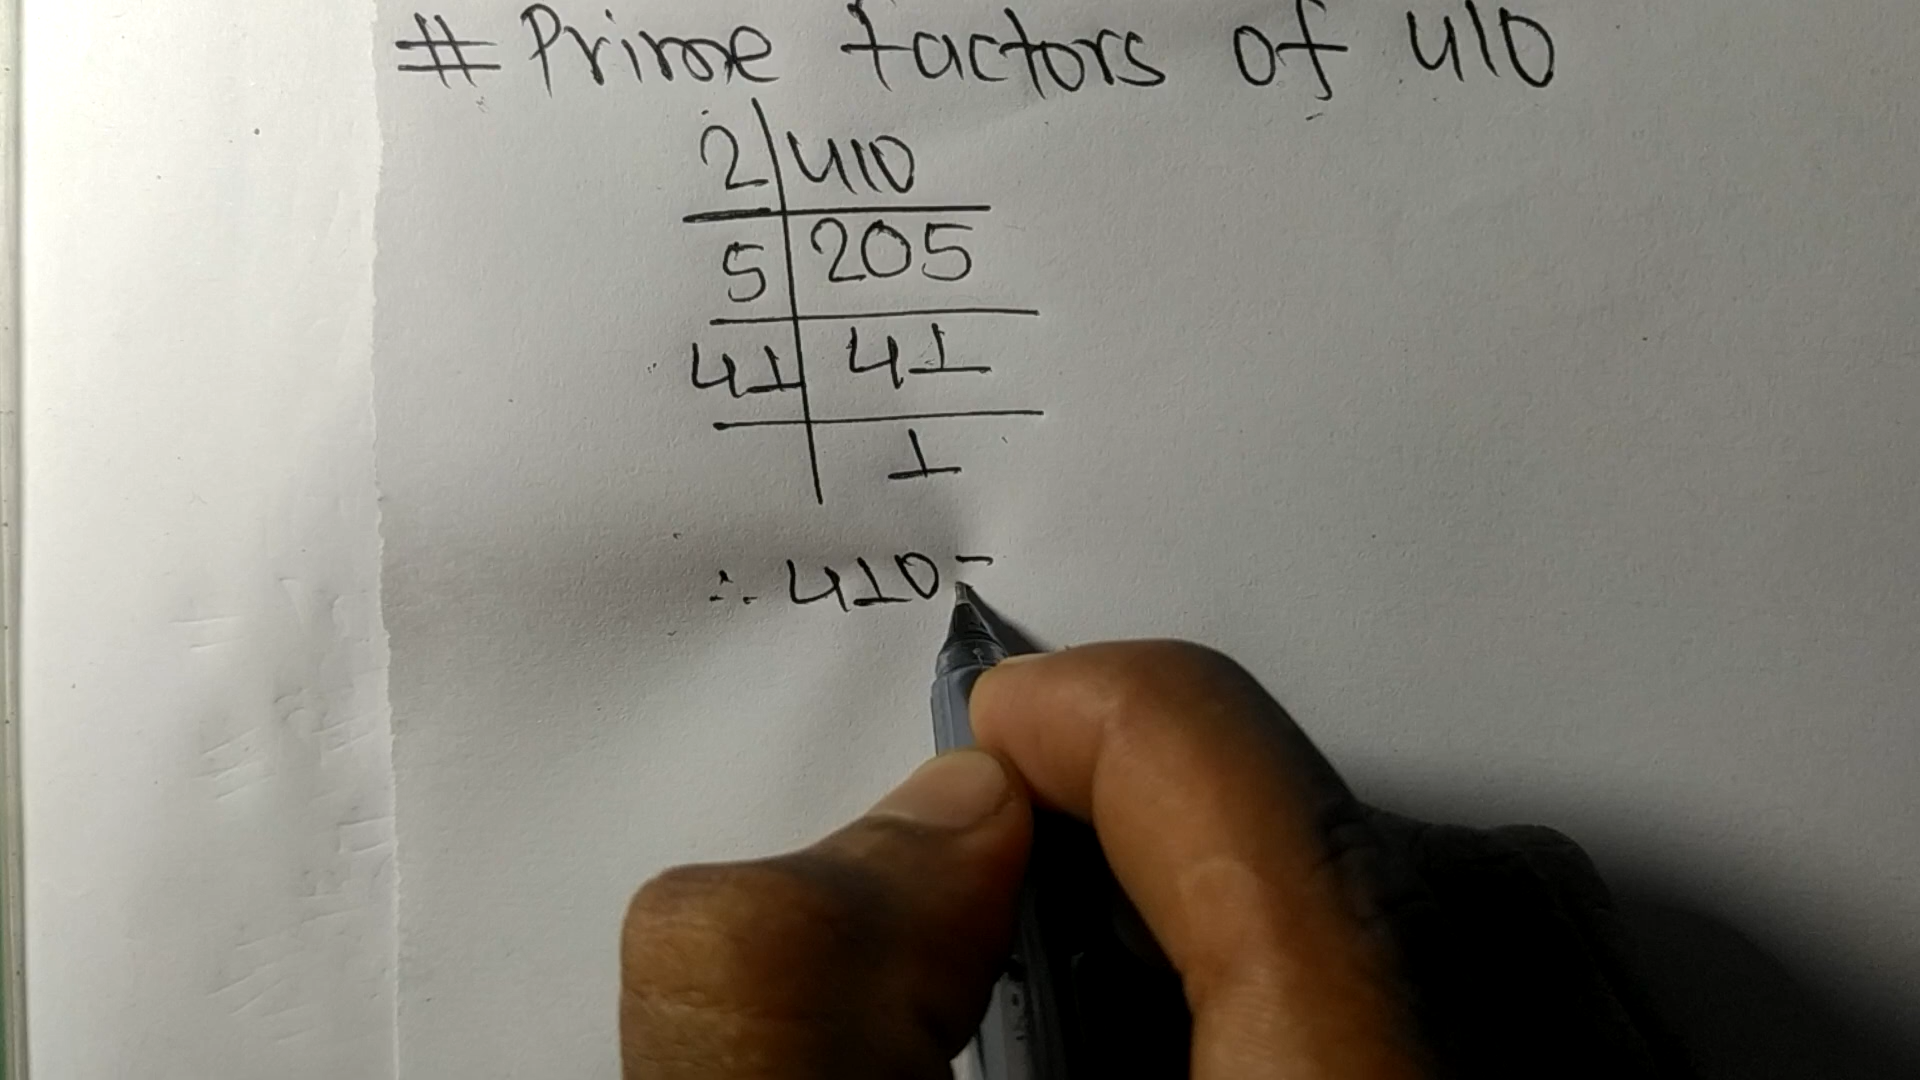 # Prime factors of 410
2 | 410
5 | 205
41 | 41
1
∴ 410 -